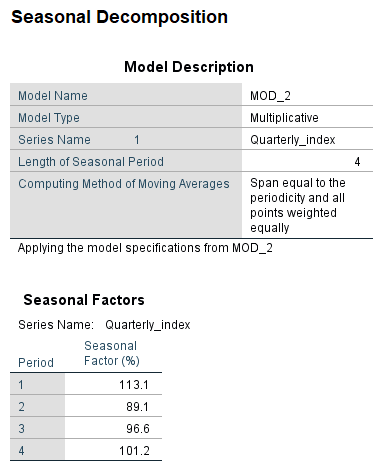 Seasonal Decomposition
Model Description
Model Name MOD_2
Model Type Multiplicative
Series Name 1 Quarterly_index
Length of Seasonal Period 4
Computing Method of Moving Averages Span equal to the
periodicity and all
points weighted
equally
Applying the model specifications from MOD_2
Seasonal Factors
Series Name: Quarterly_index
Seasonal
Period Factor (%)
1 113.1
2 89.1
3 96.6
4 101.2